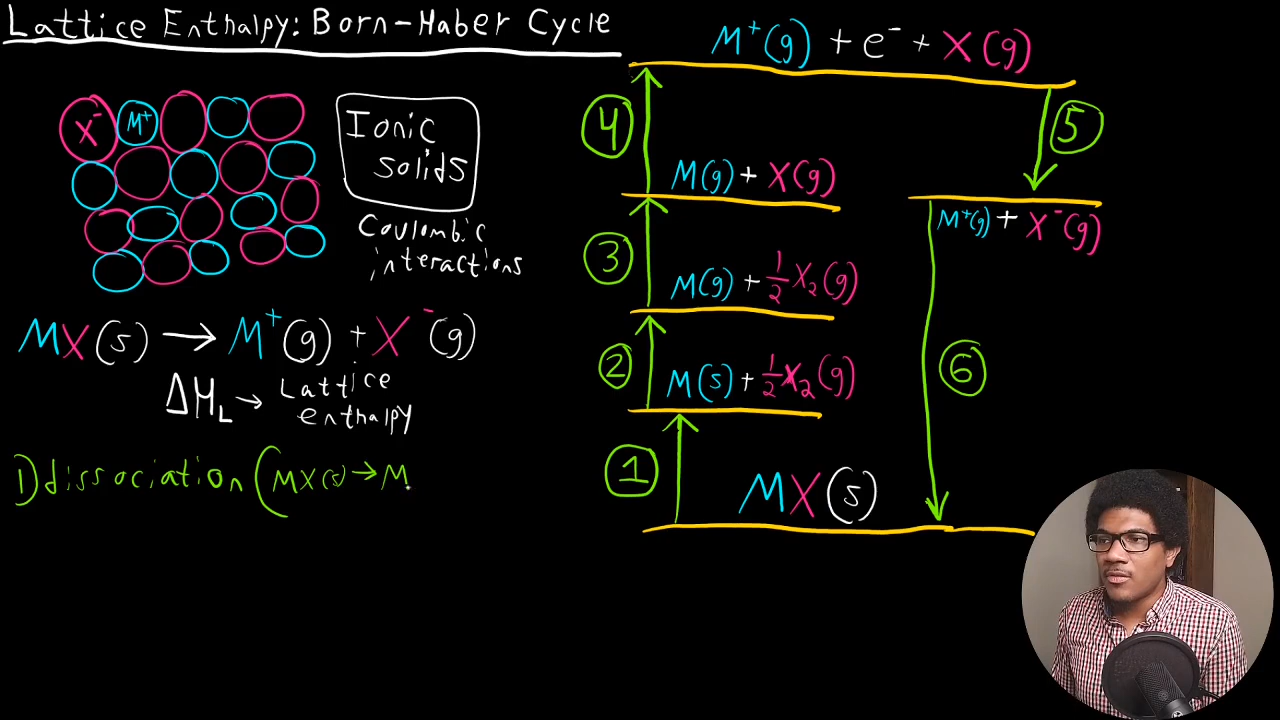 Lattice Enthalpy: Born-Haber Cycle
X⁻ M⁺
Ionic
solids
Coulombic
interactions
MX(s) → M⁺(g) + X⁻(g)
ΔH_L → Lattice
enthalpy
1) dissociation (MX(s) → M
M⁺(g) + e⁻ + X(g)
4
5
M(g) + X(g)
M⁺(g) + X⁻(g)
3
M(g) + ½X₂(g)
2
M(s) + ½X₂(g)
6
1
MX(s)